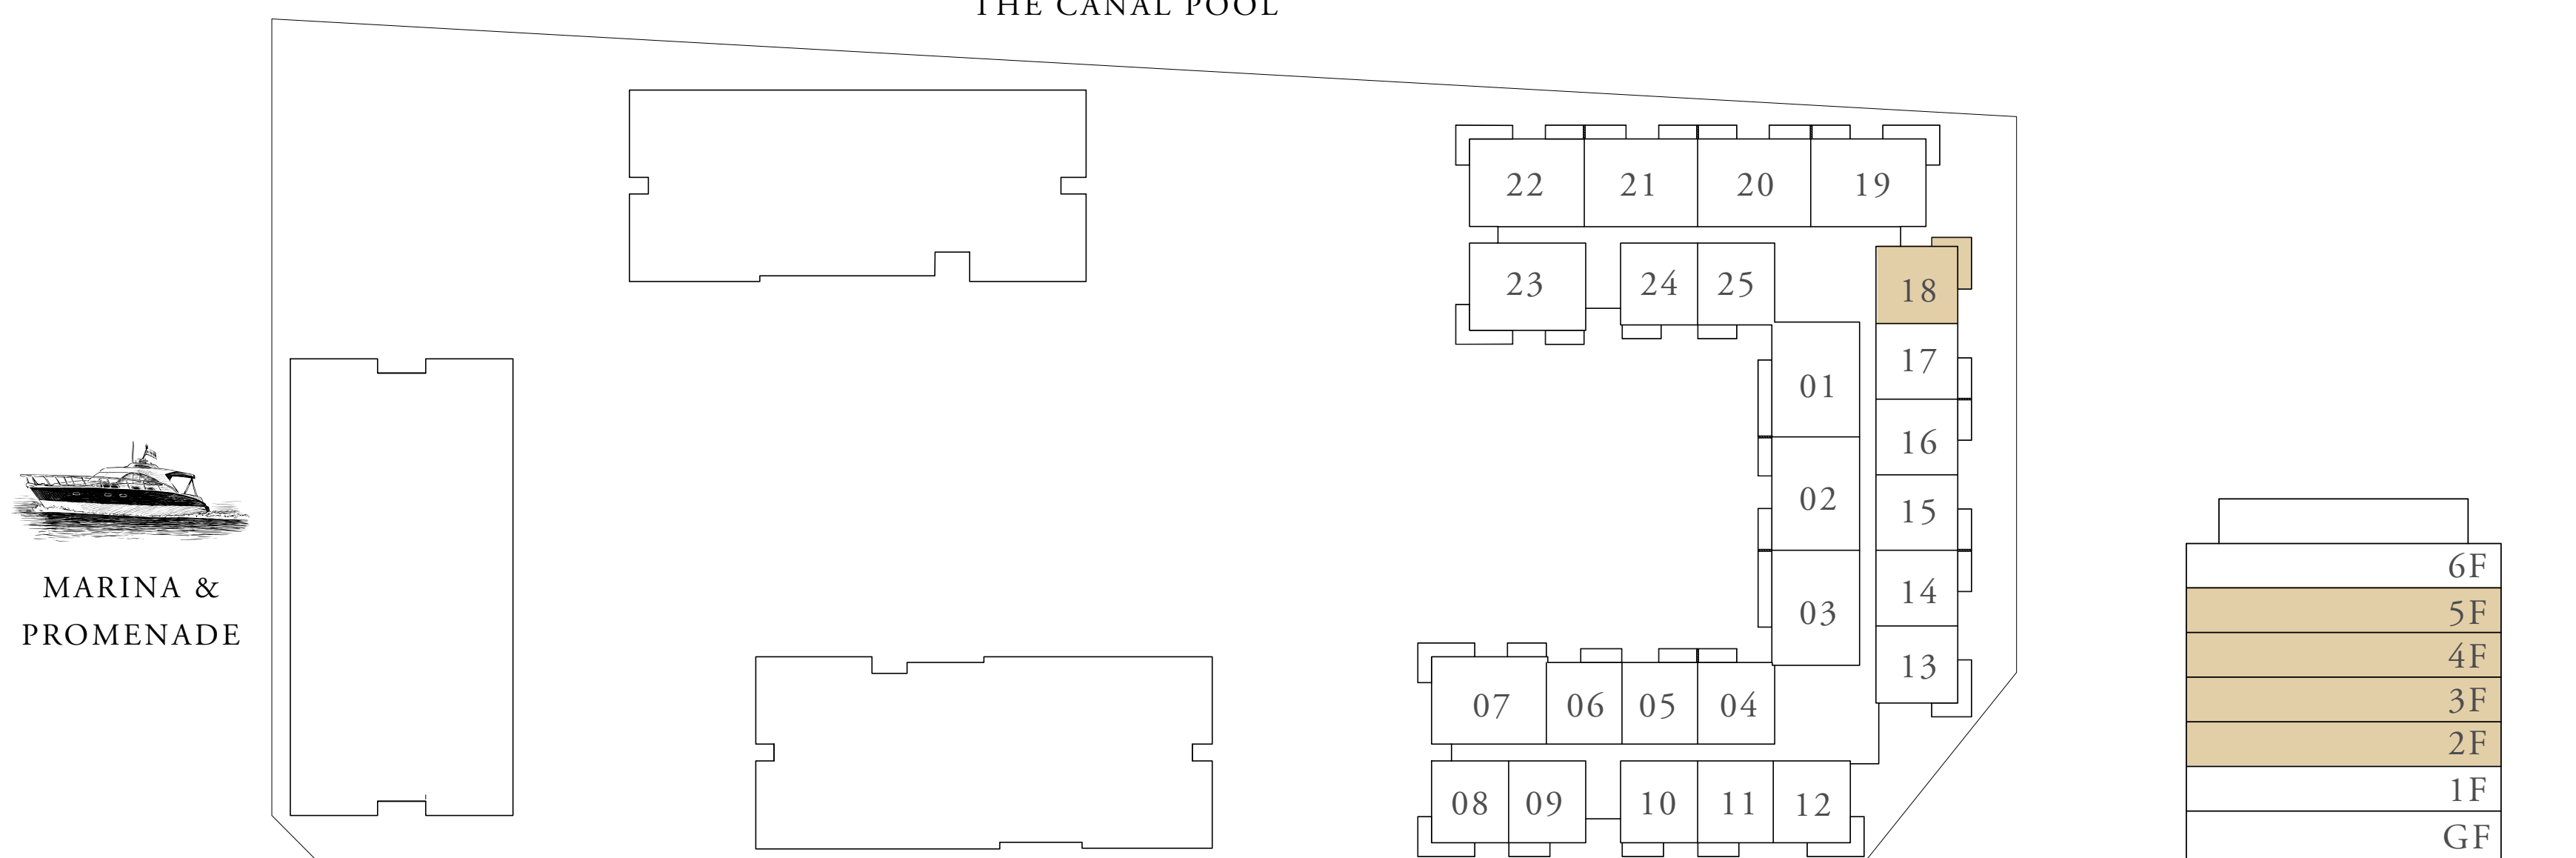 THE CANAL POOL
22 21 20 19
23 24 25 18
17
01
16
02
15
14
03
13
07 06 05 04
08 09 10 11 12
MARINA &
PROMENADE
6F
5F
4F
3F
2F
1F
GF